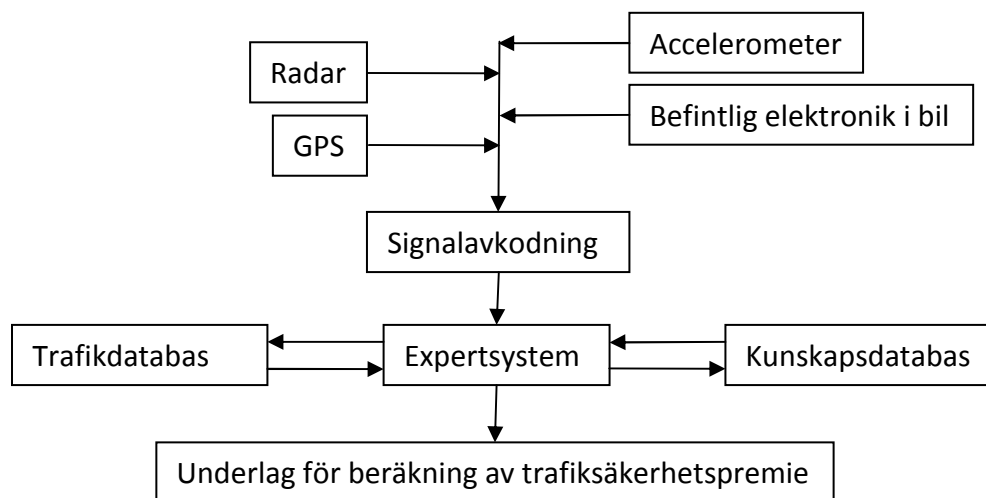 Accelerometer
Radar
Befintlig elektronik i bil
GPS
Signalavkodning
Trafikdatabas
Expertsystem
Kunskapsdatabas
Underlag för beräkning av trafiksäkerhetspremie